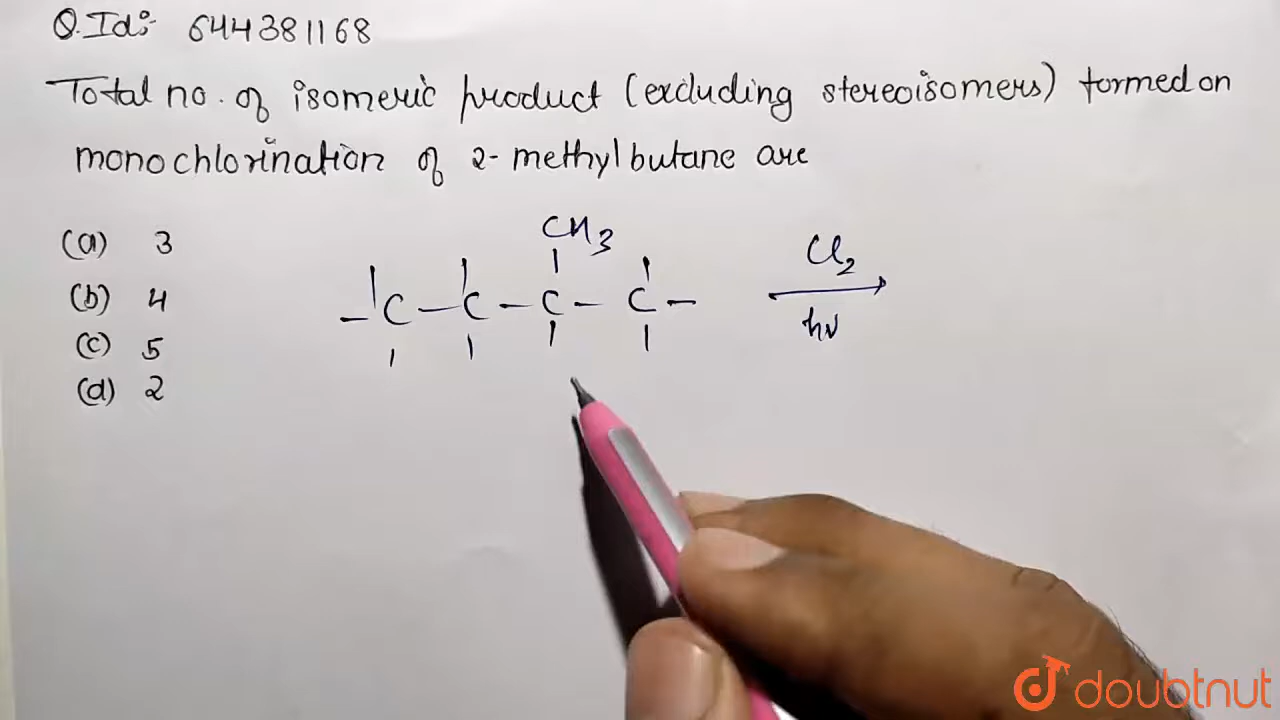 Q.Id:- 644381168
Total no. of isomeric product (excluding stereoisomers) formed on
monochlorination of 2-methylbutane are
(a) 3
(b) 4
(c) 5
(d) 2
CH3
- C - C - C - C -
Cl2
hν
doubtnut